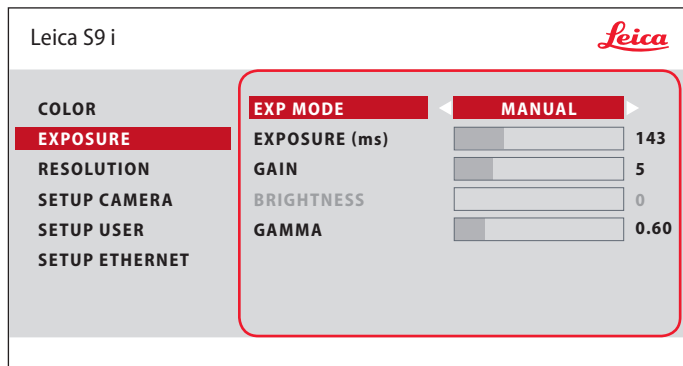 Leica S9 i
Leica
COLOR
EXPOSURE
RESOLUTION
SETUP CAMERA
SETUP USER
SETUP ETHERNET
EXP MODE MANUAL
EXPOSURE (ms) 143
GAIN 5
BRIGHTNESS 0
GAMMA 0.60